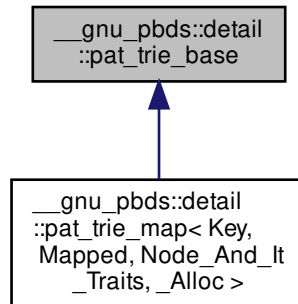 __gnu_pbds::detail
::pat_trie_base
__gnu_pbds::detail
::pat_trie_map< Key,
Mapped, Node_And_It
_Traits, _Alloc >